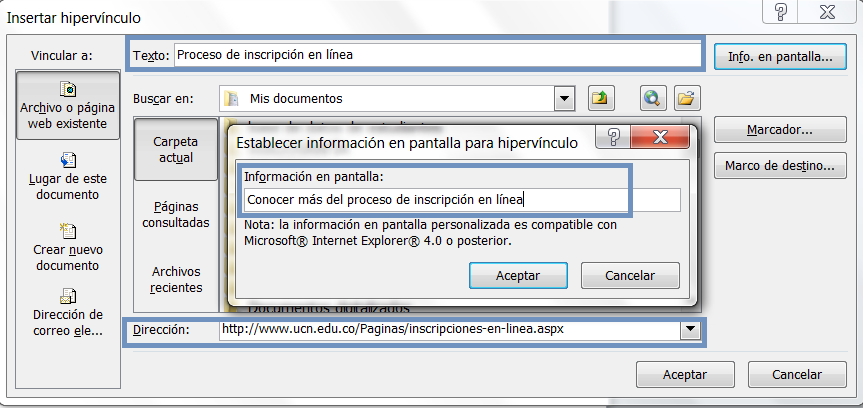 Insertar hipervínculo
Vincular a:
Texto:
Proceso de inscripción en línea
Info. en pantalla...
Archivo o página
web existente
Lugar de este
documento
Crear nuevo
documento
Dirección de
correo ele...
Buscar en:
Mis documentos
Carpeta
actual
Páginas
consultadas
Archivos
recientes
Marcador...
Marco de destino...
Establecer información en pantalla para hipervínculo
Información en pantalla:
Conocer más del proceso de inscripción en línea
Nota: la información en pantalla personalizada es compatible con
Microsoft® Internet Explorer® 4.0 o posterior.
Aceptar
Cancelar
Documentos digitalizados
Dirección:
http://www.ucn.edu.co/Paginas/inscripciones-en-linea.aspx
Aceptar
Cancelar